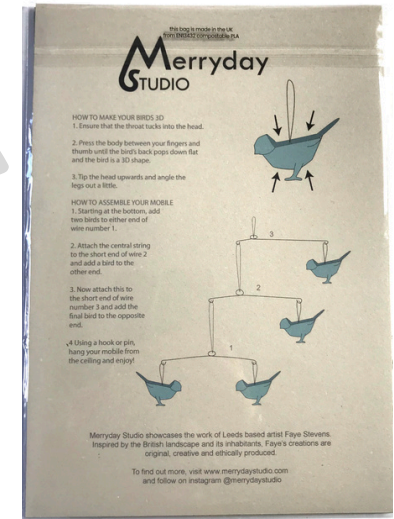 this bag is made in the UK
from EN13432 compostable PLA
Merryday
STUDIO
HOW TO MAKE YOUR BIRDS 3D
1. Ensure that the throat tucks into the head.
2. Press the body between your fingers and
thumb until the bird's back pops down flat
and the bird is a 3D shape.
3. Tip the head upwards and angle the
legs out a little.
HOW TO ASSEMBLE YOUR MOBILE
1. Starting at the bottom, add
two birds to either end of
wire number 1.
2. Attach the central string
to the short end of wire 2
and add a bird to the
other end.
3. Now attach this to
the short end of wire
number 3 and add the
final bird to the opposite
end.
.4 Using a hook or pin,
hang your mobile from
the ceiling and enjoy!
3
2
1
Merryday Studio showcases the work of Leeds based artist Faye Stevens.
Inspired by the British landscape and its inhabitants, Faye's creations are
original, creative and ethically produced.
To find out more, visit www.merrydaystudio.com
and follow on instagram @merrydaystudio